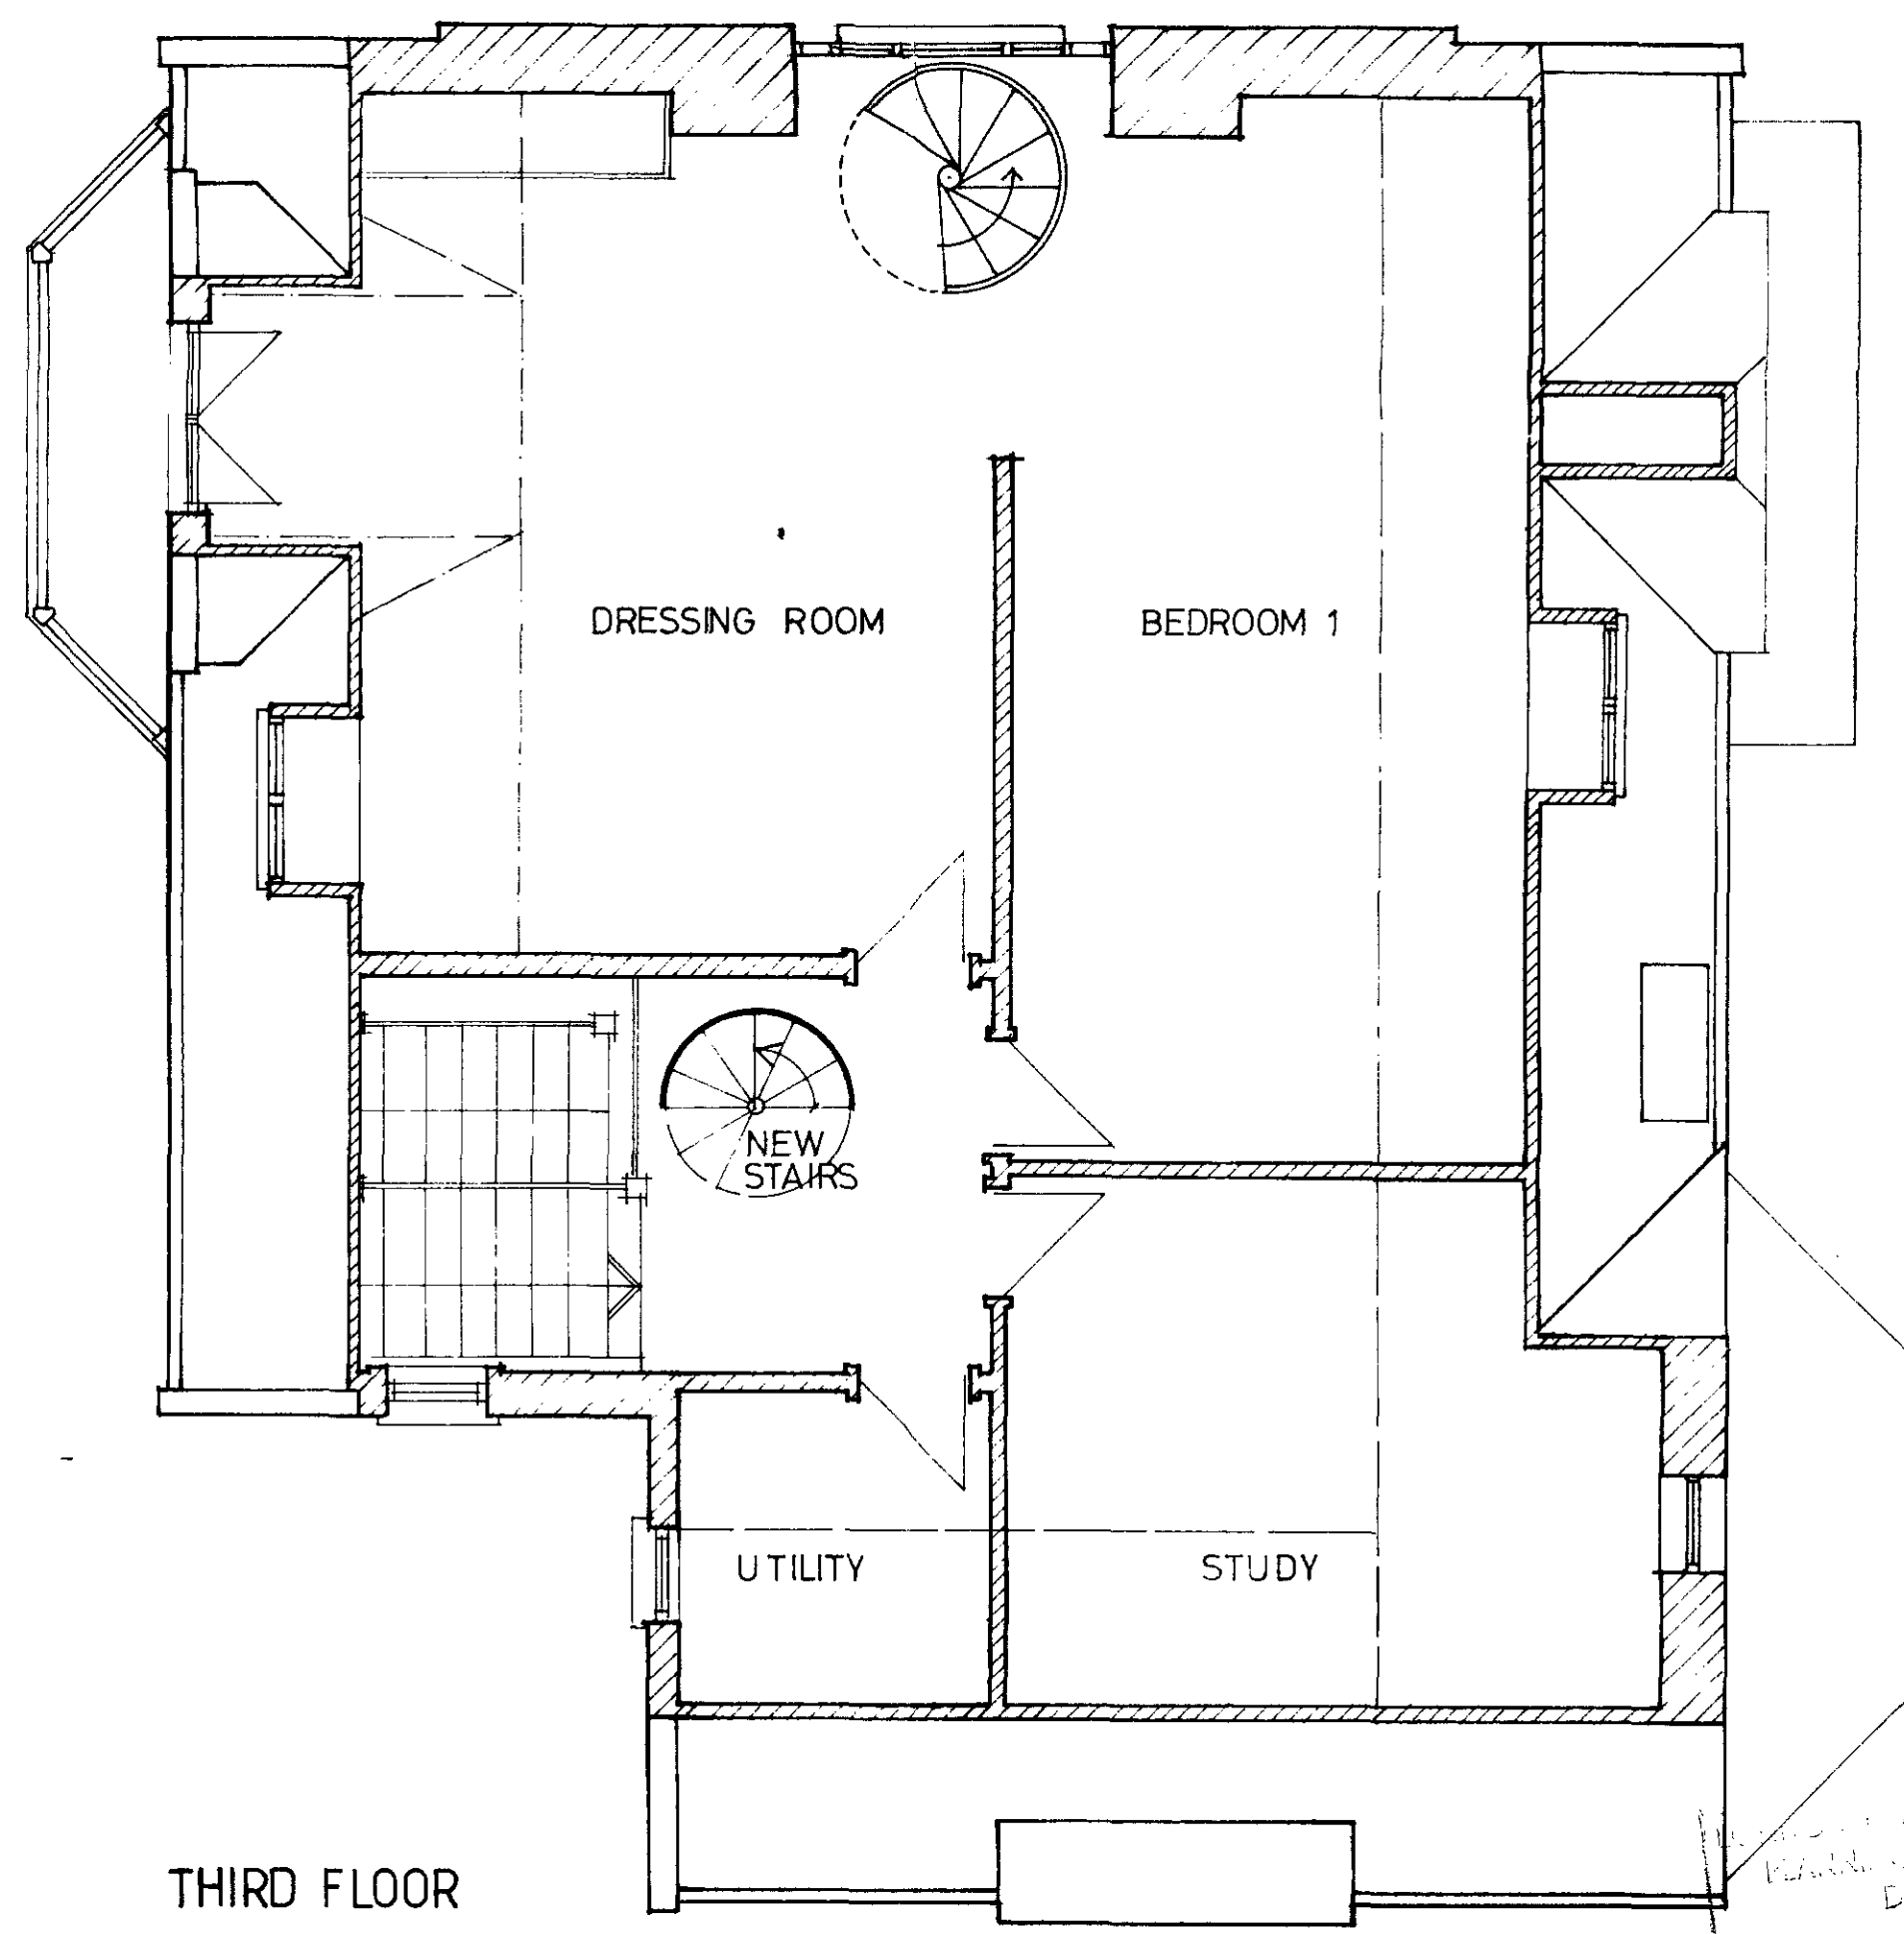 DRESSING ROOM
BEDROOM 1
NEW
STAIRS
UTILITY
STUDY
THIRD FLOOR